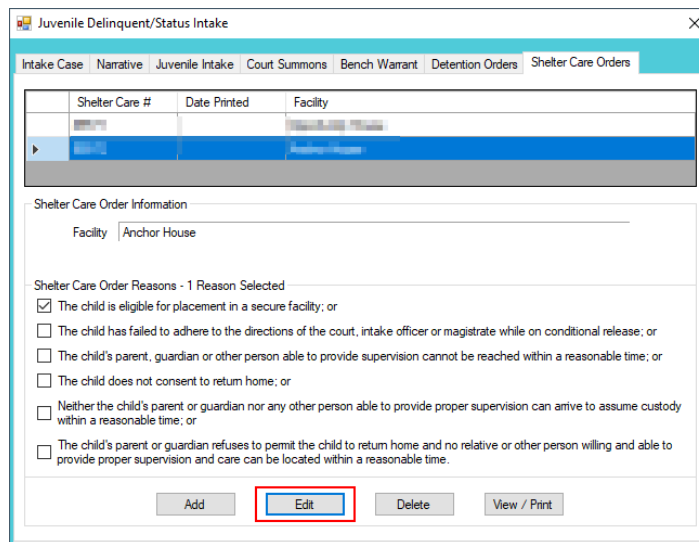 Juvenile Delinquent/Status Intake
Intake Case Narrative Juvenile Intake Court Summons Bench Warrant Detention Orders Shelter Care Orders
Shelter Care # Date Printed Facility
Shelter Care Order Information
Facility Anchor House
Shelter Care Order Reasons - 1 Reason Selected
The child is eligible for placement in a secure facility; or
The child has failed to adhere to the directions of the court, intake officer or magistrate while on conditional release; or
The child's parent, guardian or other person able to provide supervision cannot be reached within a reasonable time; or
The child does not consent to return home; or
Neither the child's parent or guardian nor any other person able to provide proper supervision can arrive to assume custody
within a reasonable time; or
The child's parent or guardian refuses to permit the child to return home and no relative or other person willing and able to
provide proper supervision and care can be located within a reasonable time.
Add Edit Delete View / Print